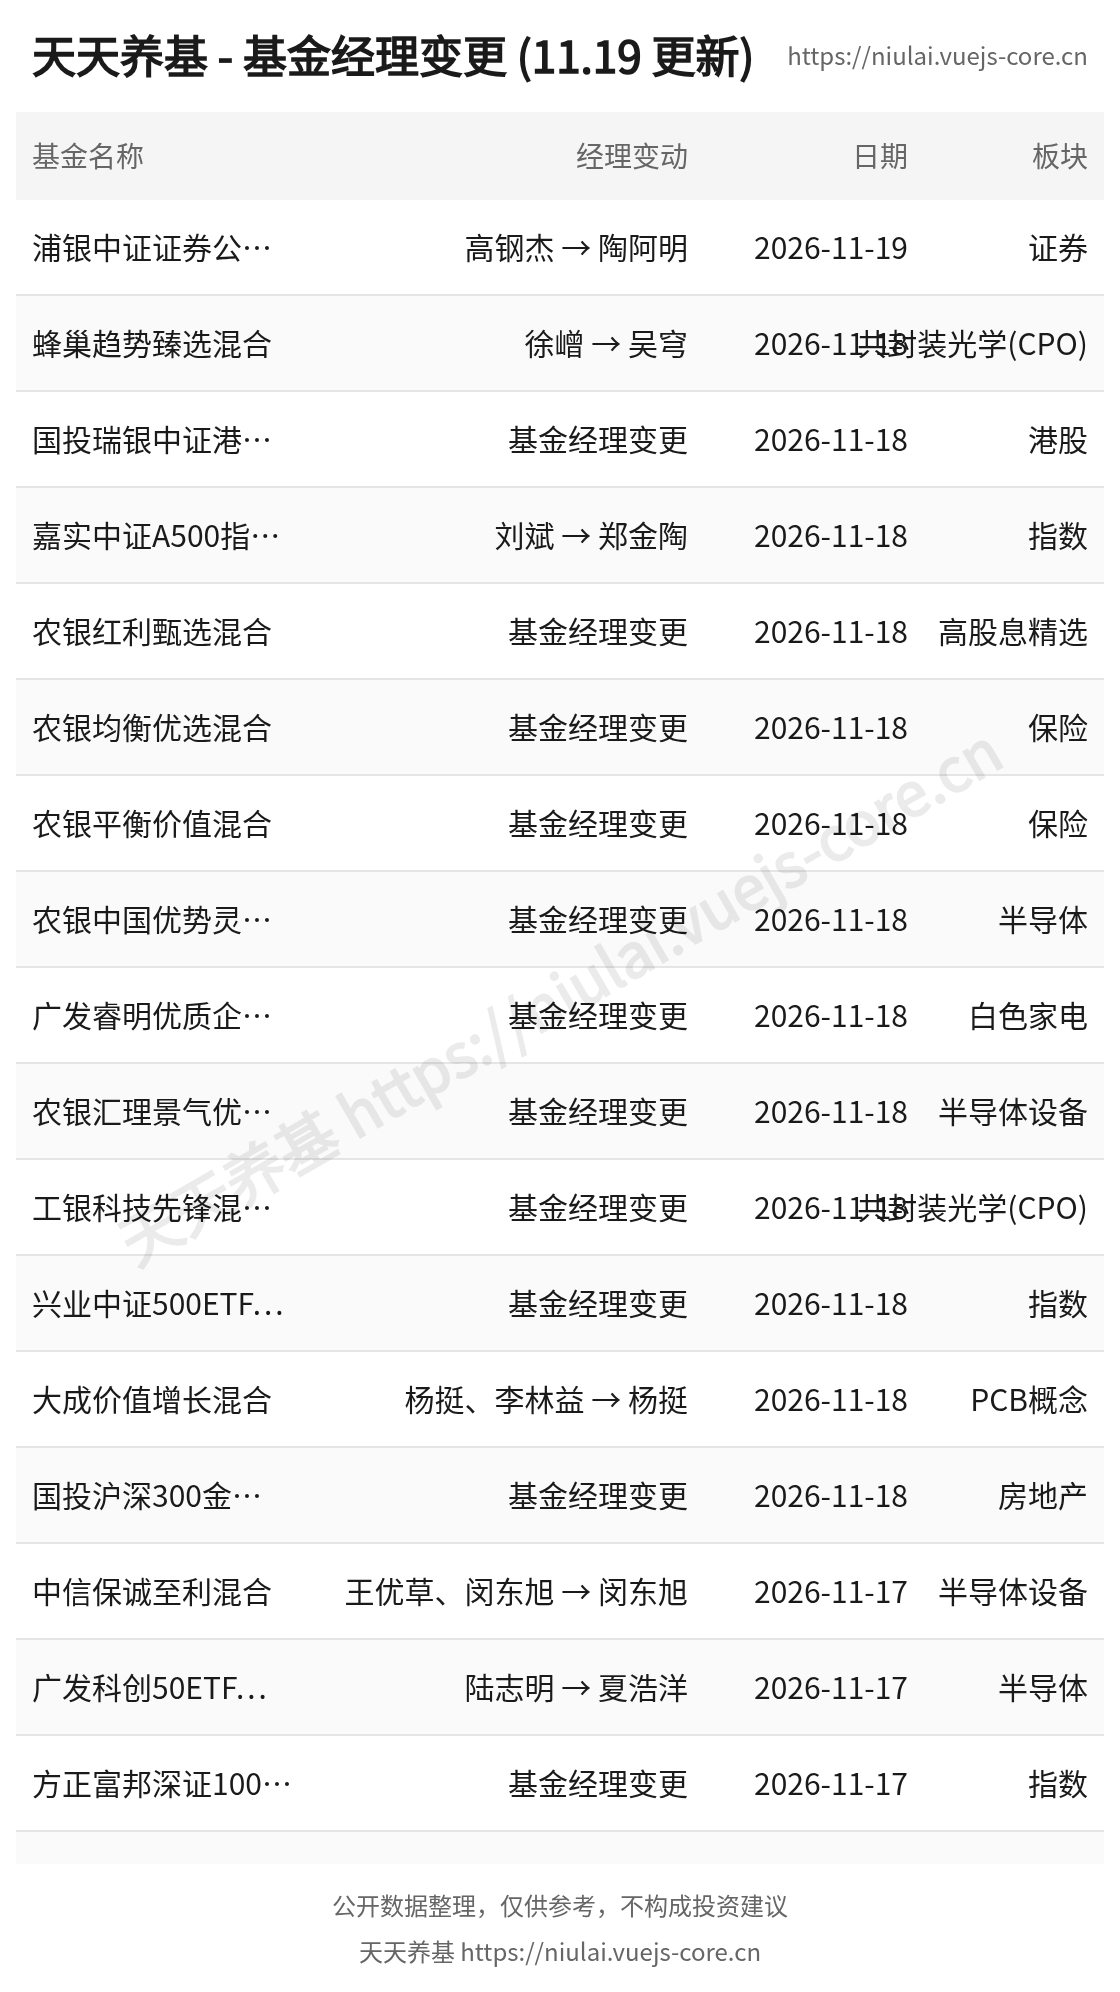 天天养基 - 基金经理变更 (11.19 更新) https://niulai.vuejs-core.cn
基金名称 经理变动 日期 板块
浦银中证证券公… 高钢杰 → 陶阿明 2026-11-19 证券
蜂巢趋势臻选混合 徐嶒 → 吴穹 2026-11-18 共封装光学(CPO)
国投瑞银中证港… 基金经理变更 2026-11-18 港股
嘉实中证A500指… 刘斌 → 郑金陶 2026-11-18 指数
农银红利甄选混合 基金经理变更 2026-11-18 高股息精选
农银均衡优选混合 基金经理变更 2026-11-18 保险
农银平衡价值混合 基金经理变更 2026-11-18 保险
农银中国优势灵… 基金经理变更 2026-11-18 半导体
广发睿明优质企… 基金经理变更 2026-11-18 白色家电
农银汇理景气优… 基金经理变更 2026-11-18 半导体设备
工银科技先锋混… 基金经理变更 2026-11-18 共封装光学(CPO)
兴业中证500ETF… 基金经理变更 2026-11-18 指数
大成价值增长混合 杨挺、李林益 → 杨挺 2026-11-18 PCB概念
国投沪深300金… 基金经理变更 2026-11-18 房地产
中信保诚至利混合 王优草、闵东旭 → 闵东旭 2026-11-17 半导体设备
广发科创50ETF… 陆志明 → 夏浩洋 2026-11-17 半导体
方正富邦深证100… 基金经理变更 2026-11-17 指数
天天养基 https://niulai.vuejs-core.cn
公开数据整理，仅供参考，不构成投资建议
天天养基 https://niulai.vuejs-core.cn